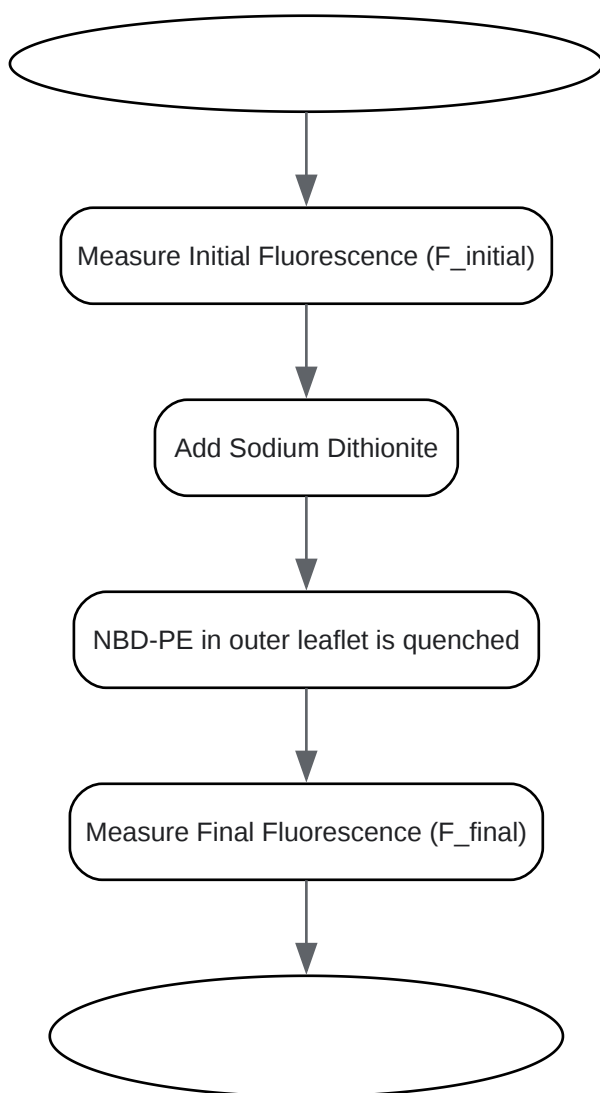 Measure Initial Fluorescence (F_initial)
Add Sodium Dithionite
NBD-PE in outer leaflet is quenched
Measure Final Fluorescence (F_final)